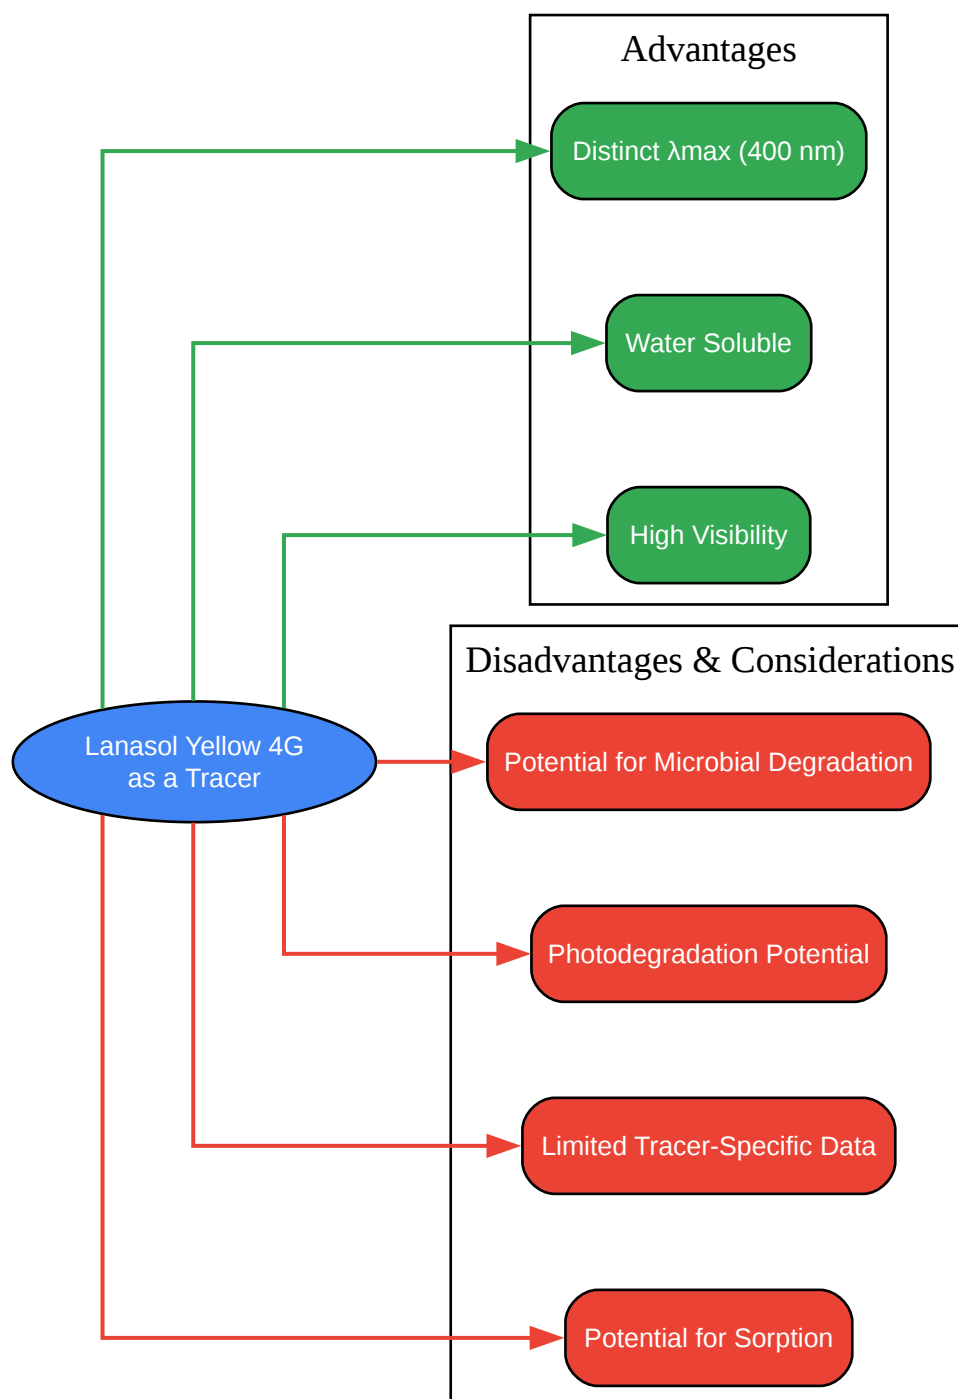 Advantages
Distinct λmax (400 nm)
Water Soluble
High Visibility
Disadvantages & Considerations
Lanasol Yellow 4G
as a Tracer
Potential for Microbial Degradation
Photodegradation Potential
Limited Tracer-Specific Data
Potential for Sorption